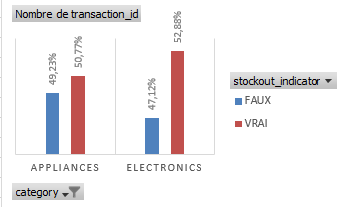 Nombre de transaction_id
49,23%
50,77%
47,12%
52,88%
APPLIANCES
ELECTRONICS
stockout_indicator
FAUX
VRAI
category